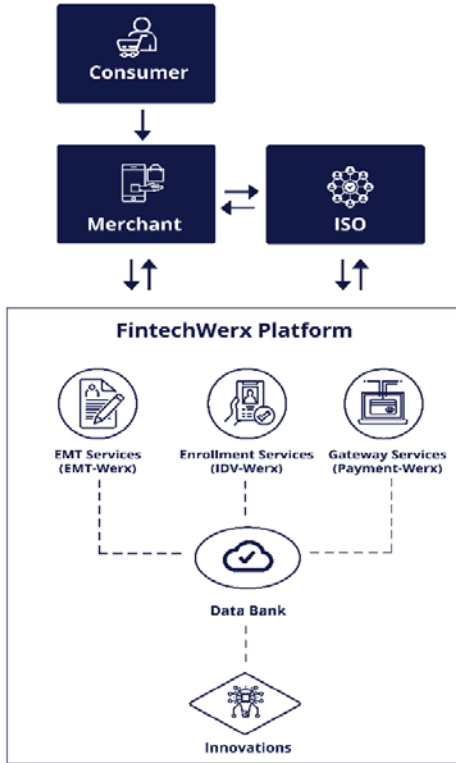 Consumer
Merchant
ISO
FintechWerx Platform
EMT Services
(EMT-Werx)
Enrollment Services
(IDV-Werx)
Gateway Services
(Payment-Werx)
Data Bank
Innovations